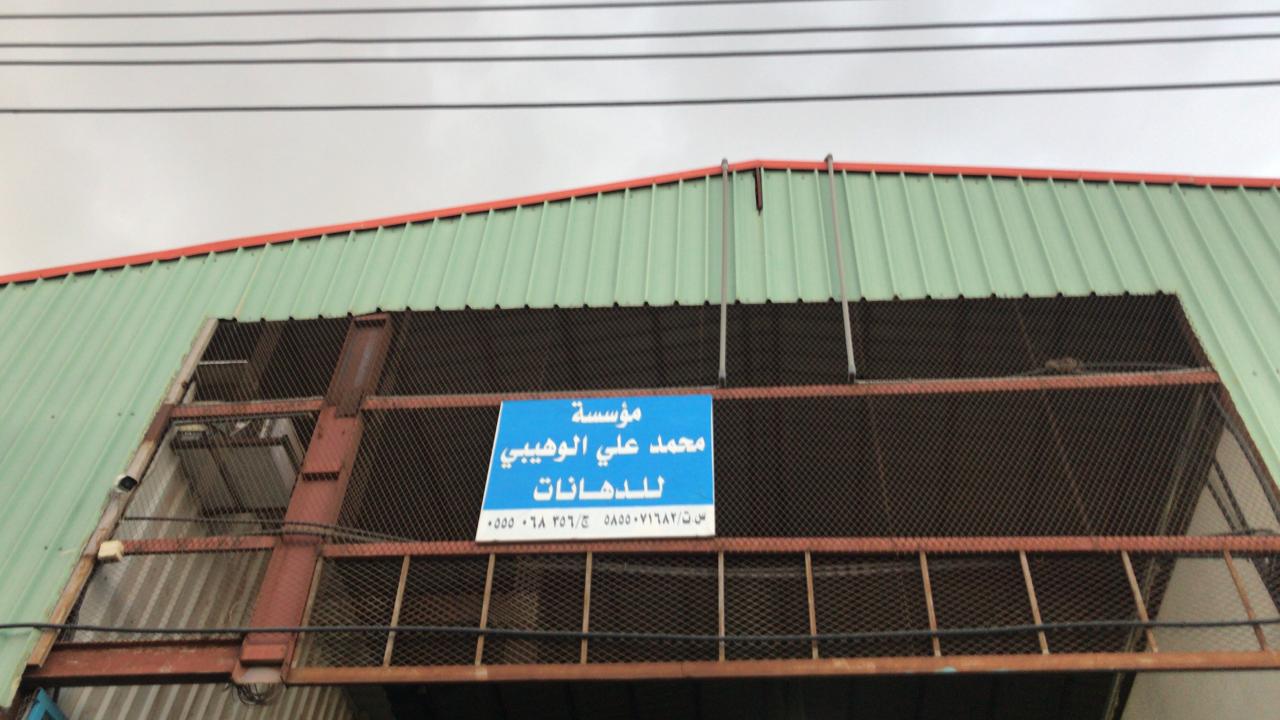 مؤسسة
محمد علي الوهيبي
للدهانات
س.ت/٥٨٥٥٠٧١٦٨٢ ج/٠٥٥٥ ٠٦٨ ٣٥٦